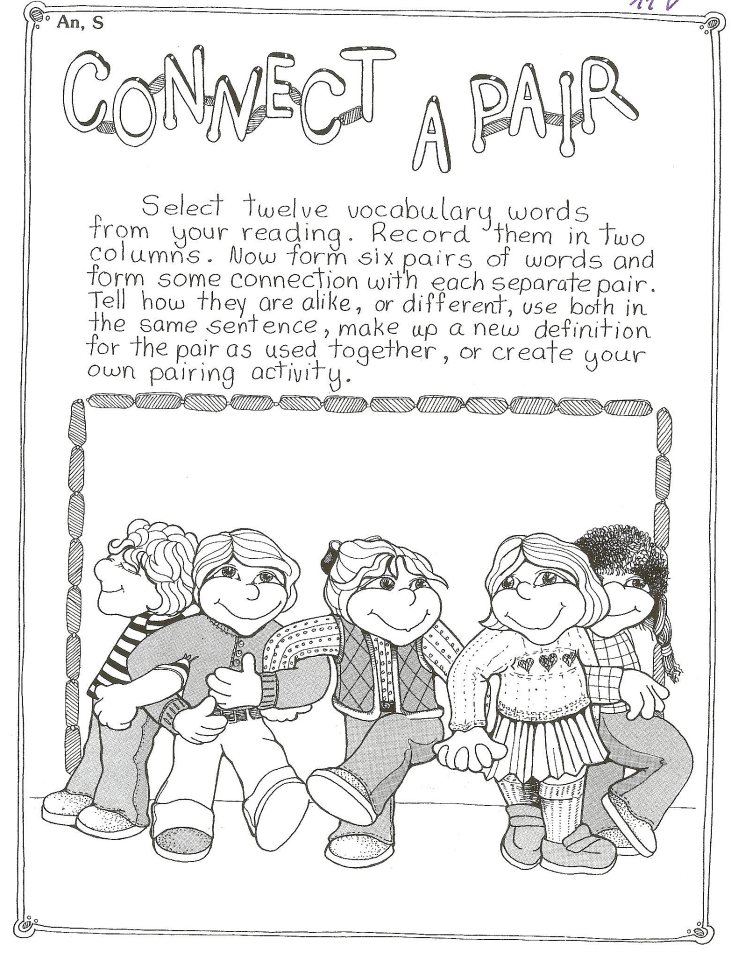 An, S
CONNECT A PAIR
Select twelve vocabulary words
from your reading. Record them in two
columns. Now form six pairs of words and
form some connection with each separate pair.
Tell how they are alike, or different, use both in
the same sentence, make up a new definition
for the pair as used together, or create your
own pairing activity.